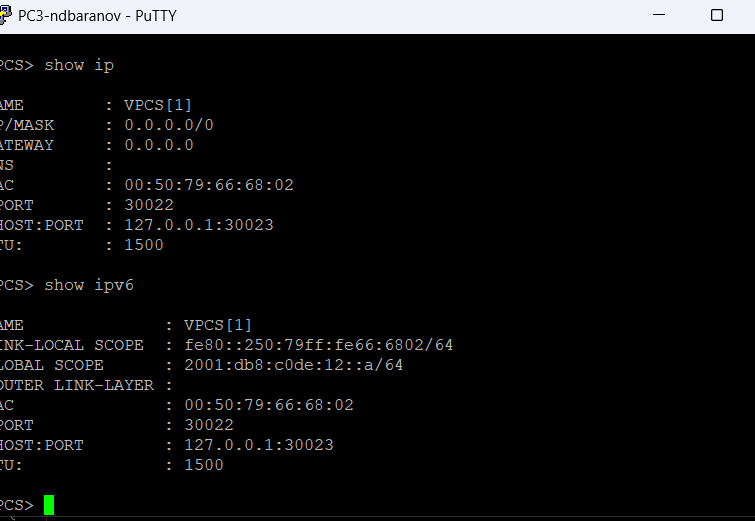 PC3-ndbaranov - PuTTY
PCS> show ip
AME : VPCS[1]
P/MASK : 0.0.0.0/0
ATEWAY : 0.0.0.0
NS :
AC : 00:50:79:66:68:02
PORT : 30022
HOST:PORT : 127.0.0.1:30023
TU: : 1500
PCS> show ipv6
AME : VPCS[1]
INK-LOCAL SCOPE : fe80::250:79ff:fe66:6802/64
LOBAL SCOPE : 2001:db8:c0de:12::a/64
OUTER LINK-LAYER :
AC : 00:50:79:66:68:02
PORT : 30022
HOST:PORT : 127.0.0.1:30023
TU: : 1500
PCS>